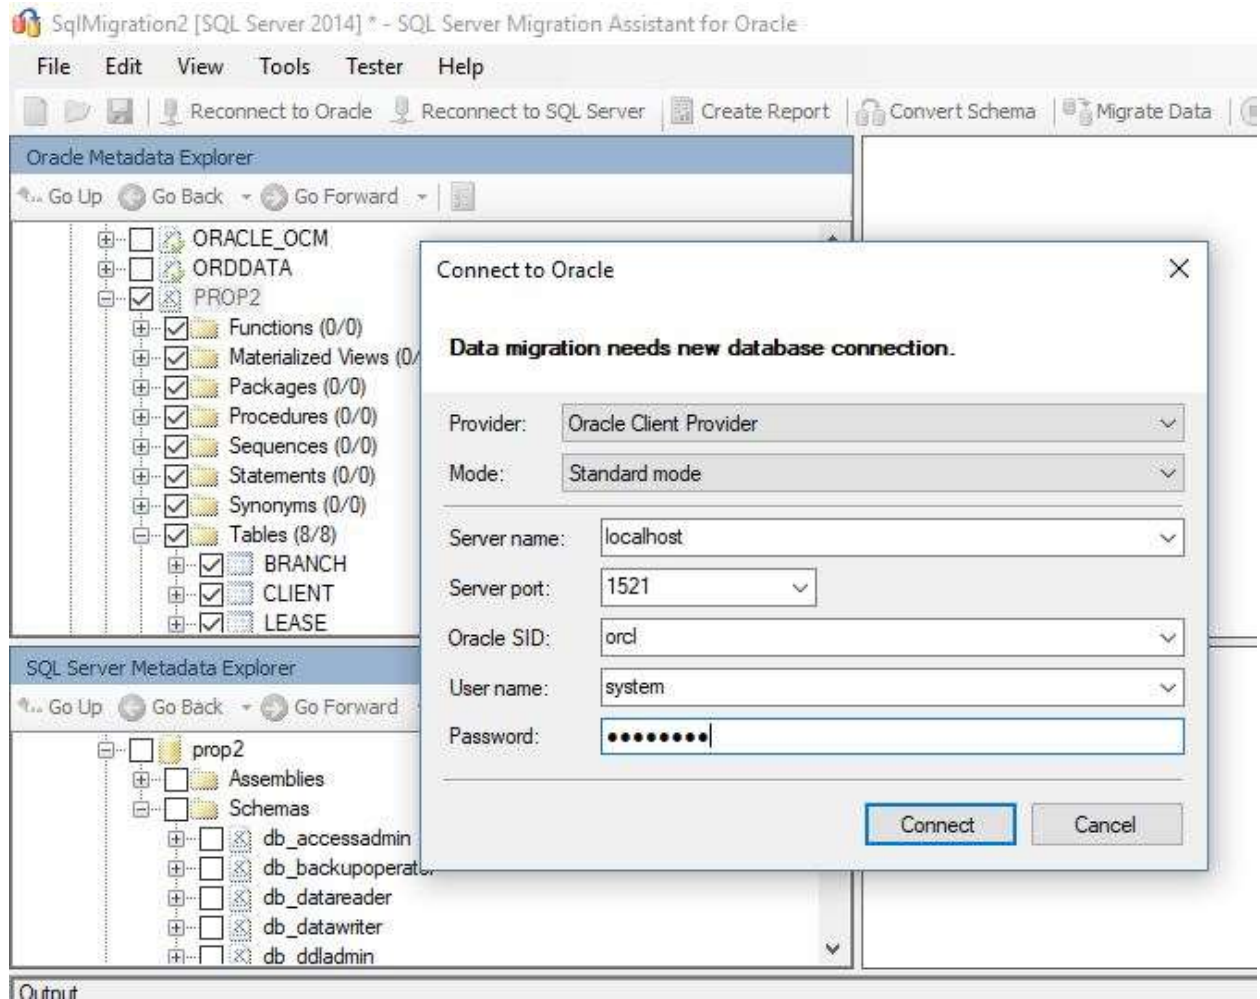 SqlMigration2 [SQL Server 2014] * - SQL Server Migration Assistant for Oracle
File Edit View Tools Tester Help
Reconnect to Oracle Reconnect to SQL Server Create Report Convert Schema Migrate Data
Oracle Metadata Explorer
Go Up Go Back Go Forward
ORACLE_OCM
ORDDATA
PROP2
Functions (0/0)
Materialized Views (0/
Packages (0/0)
Procedures (0/0)
Sequences (0/0)
Statements (0/0)
Synonyms (0/0)
Tables (8/8)
BRANCH
CLIENT
LEASE
SQL Server Metadata Explorer
Go Up Go Back Go Forward
prop2
Assemblies
Schemas
db_accessadmin
db_backupoperator
db_datareader
db_datawriter
db_ddladmin
Output
Connect to Oracle
Data migration needs new database connection.
Provider: Oracle Client Provider
Mode: Standard mode
Server name: localhost
Server port: 1521
Oracle SID: orcl
User name: system
Password: ●●●●●●●●
Connect Cancel